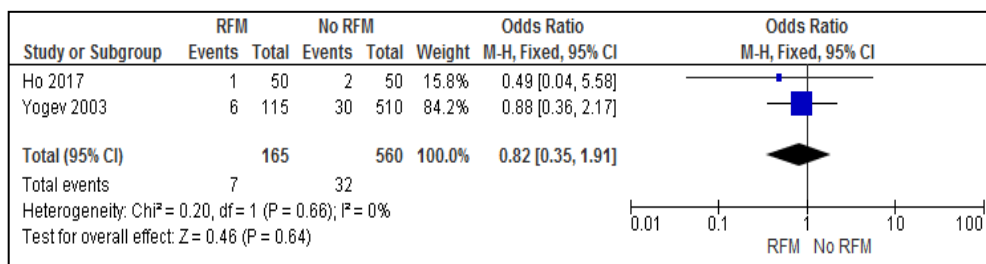 RFM No RFM Odds Ratio Odds Ratio
Study or Subgroup Events Total Events Total Weight M-H, Fixed, 95% CI M-H, Fixed, 95% CI
Ho 2017 1 50 2 50 15.8% 0.49 [0.04, 5.58]
Yogev 2003 6 115 30 510 84.2% 0.88 [0.36, 2.17]
Total (95% CI) 165 560 100.0% 0.82 [0.35, 1.91]
Total events 7 32
Heterogeneity: Chi² = 0.20, df = 1 (P = 0.66); I² = 0%
Test for overall effect: Z = 0.46 (P = 0.64)
0.01 0.1 1 10 100
RFM No RFM